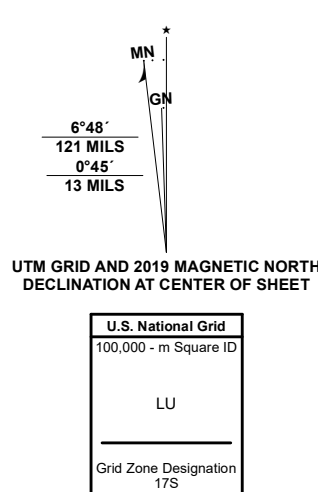 ★
MN
GN
6°48´
121 MILS
0°45´
13 MILS
UTM GRID AND 2019 MAGNETIC NORTH
DECLINATION AT CENTER OF SHEET
U.S. National Grid
100,000 - m Square ID
LU
Grid Zone Designation
17S